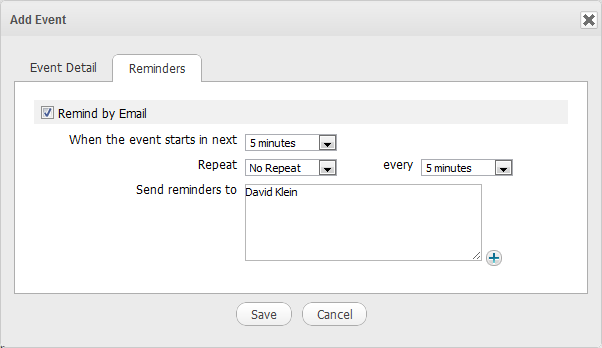 Add Event
Event Detail Reminders
Remind by Email
When the event starts in next 5 minutes
Repeat No Repeat every 5 minutes
Send reminders to David Klein
Save Cancel